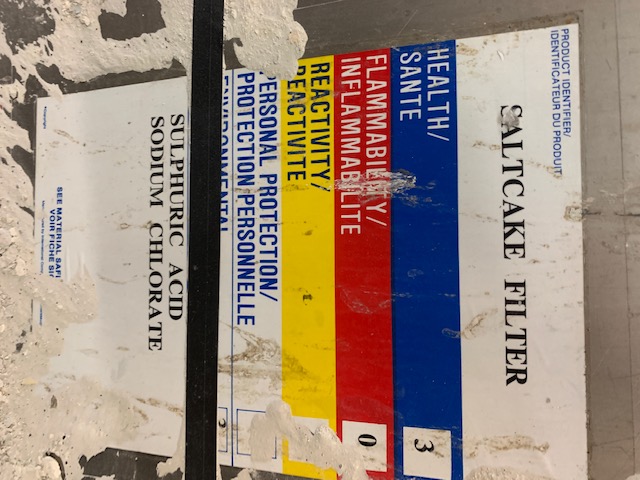 PRODUCT IDENTIFIER/
IDENTIFICATEUR DU PRODUIT
SALTCAKE FILTER
HEALTH/
SANTE
3
FLAMMABILITY/
INFLAMMABILITE
0
REACTIVITY/
REACTIVITE
PERSONAL PROTECTION/
PROTECTION PERSONNELLE
ENVIRONMENTAL
SULPHURIC ACID
SODIUM CHLORATE
SEE MATERIAL SAF
VOIR FICHE SI